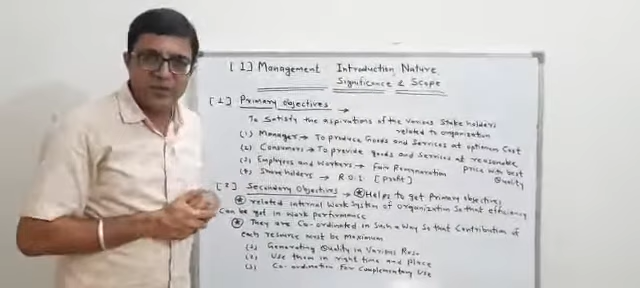 [1] Management Introduction, Nature,
Significance & Scope
[1] Primary Objectives →
To Satisfy the aspirations of the various Stake holders
related to organization
(1) Manager → To produce Goods and Services at optimum Cost
(2) Consumers → To provide goods and Services at reasonable
Price with best
Quality
(3) Employees and Workers → Fair Remuneration
(4) Share holders → R.O.I [Profit]
[2] Secondary Objectives → * Helps to get Primary objectives
* related internal Work System of organization So that efficiency
Can be get in Work performance
* They are Co-ordinated in Such a Way So that Contribution of
each resource must be maximum
(1) Generating Quality in Various Reso
(2) Use them in right time and place
(3) Co-ordination For Complementary Use